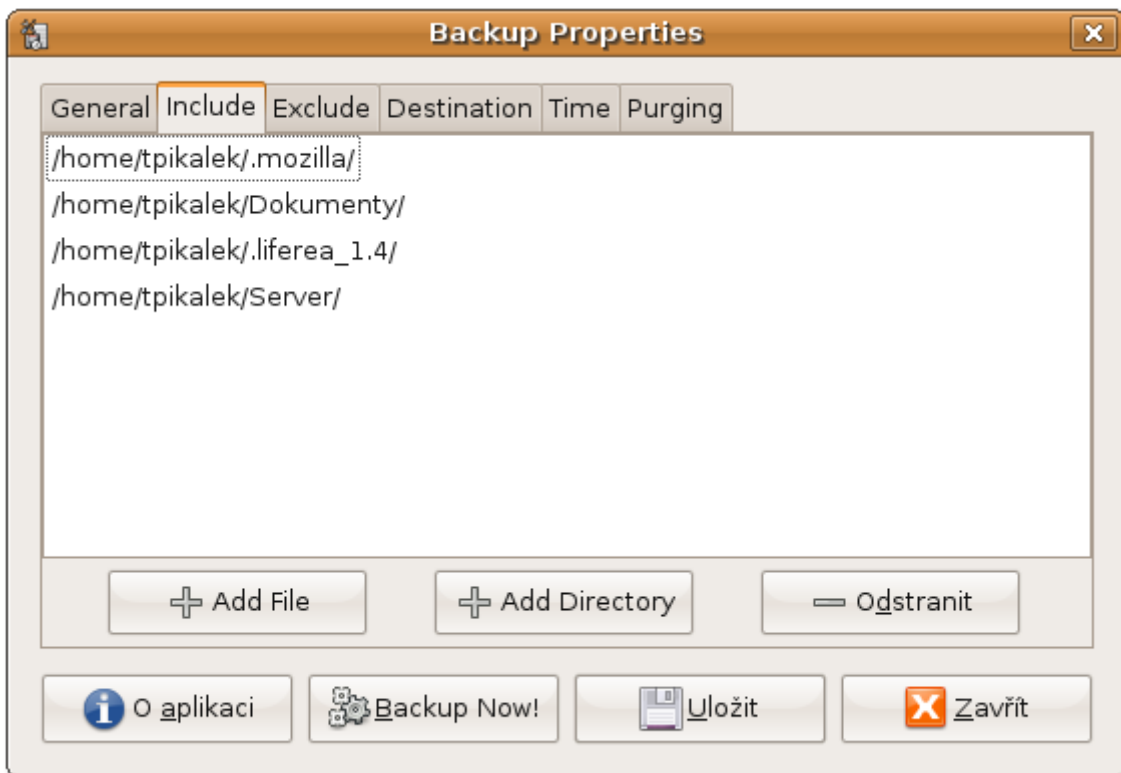 Backup Properties
General Include Exclude Destination Time Purging
/home/tpikalek/.mozilla/
/home/tpikalek/Dokumenty/
/home/tpikalek/.liferea_1.4/
/home/tpikalek/Server/
Add File Add Directory Odstranit
O aplikaci Backup Now! Uložit Zavřít